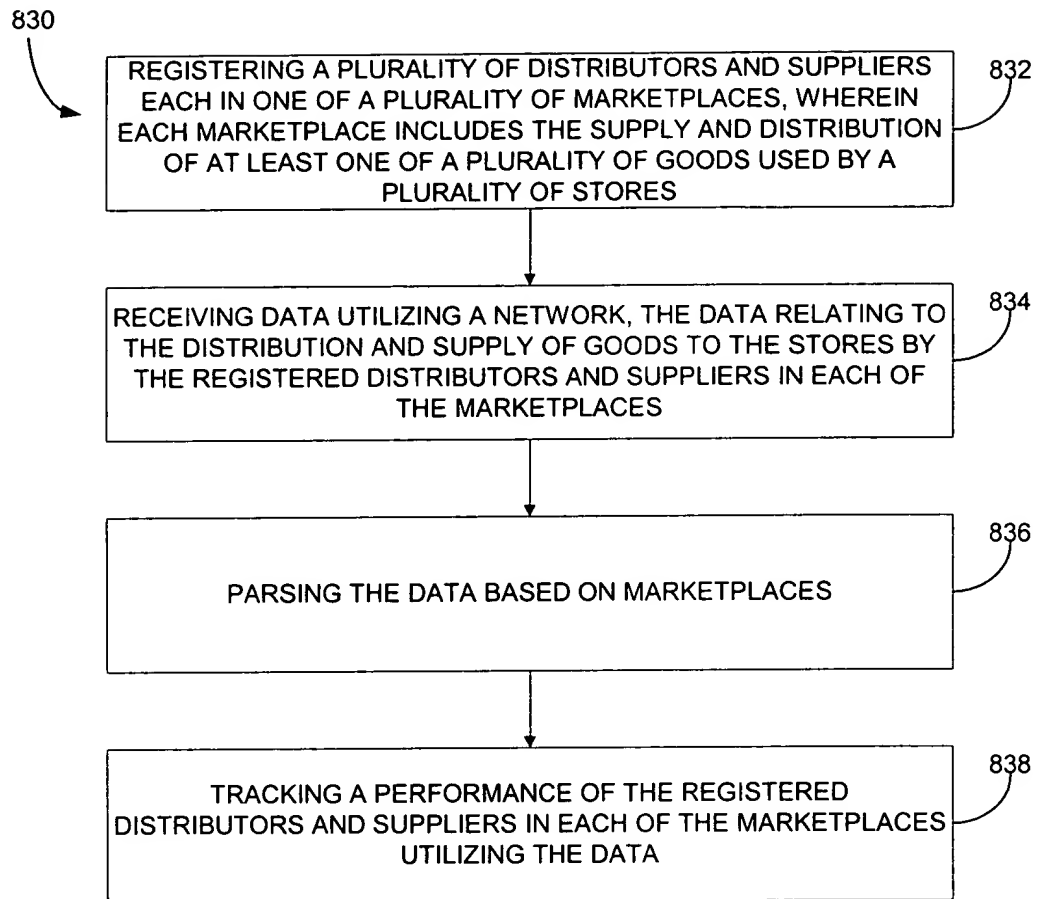 830
REGISTERING A PLURALITY OF DISTRIBUTORS AND SUPPLIERS
EACH IN ONE OF A PLURALITY OF MARKETPLACES, WHEREIN
EACH MARKETPLACE INCLUDES THE SUPPLY AND DISTRIBUTION
OF AT LEAST ONE OF A PLURALITY OF GOODS USED BY A
PLURALITY OF STORES
832
RECEIVING DATA UTILIZING A NETWORK, THE DATA RELATING TO
THE DISTRIBUTION AND SUPPLY OF GOODS TO THE STORES BY
THE REGISTERED DISTRIBUTORS AND SUPPLIERS IN EACH OF
THE MARKETPLACES
834
PARSING THE DATA BASED ON MARKETPLACES
836
TRACKING A PERFORMANCE OF THE REGISTERED
DISTRIBUTORS AND SUPPLIERS IN EACH OF THE MARKETPLACES
UTILIZING THE DATA
838